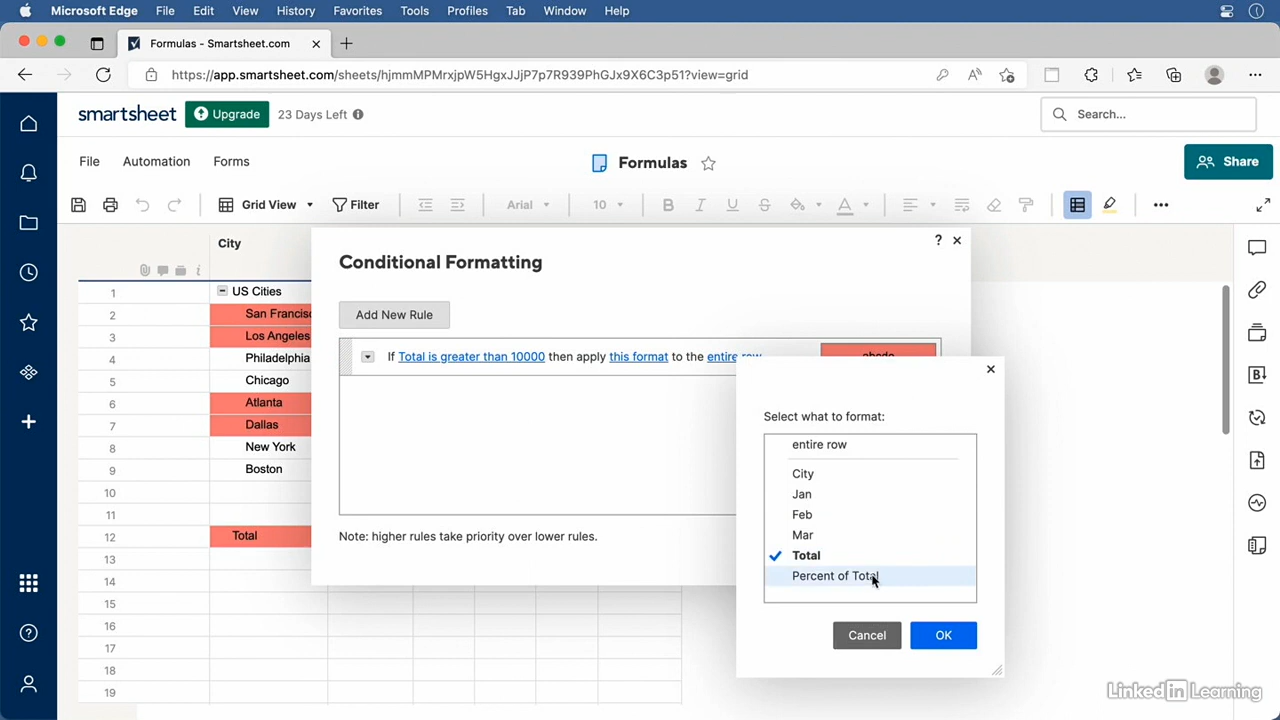 Microsoft Edge File Edit View History Favorites Tools Profiles Tab Window Help
Formulas - Smartsheet.com
https://app.smartsheet.com/sheets/hjmmMPMrxjpW5HgxJJjP7p7R939PhGJx9X6C3p51?view=grid
smartsheet Upgrade 23 Days Left Search...
File Automation Forms Formulas Share
Grid View Filter Arial 10 B I U S A
City
Conditional Formatting ?
Add New Rule
If Total is greater than 10000 then apply this format to the entire row
1 US Cities
2 San Francisc
3 Los Angeles
4 Philadelphia
5 Chicago
6 Atlanta
7 Dallas
8 New York
9 Boston
10
11
12 Total
13
14
15
16
17
18
19
Note: higher rules take priority over lower rules.
Select what to format:
entire row
City
Jan
Feb
Mar
Total
Percent of Total
Cancel OK
LinkedIn Learning